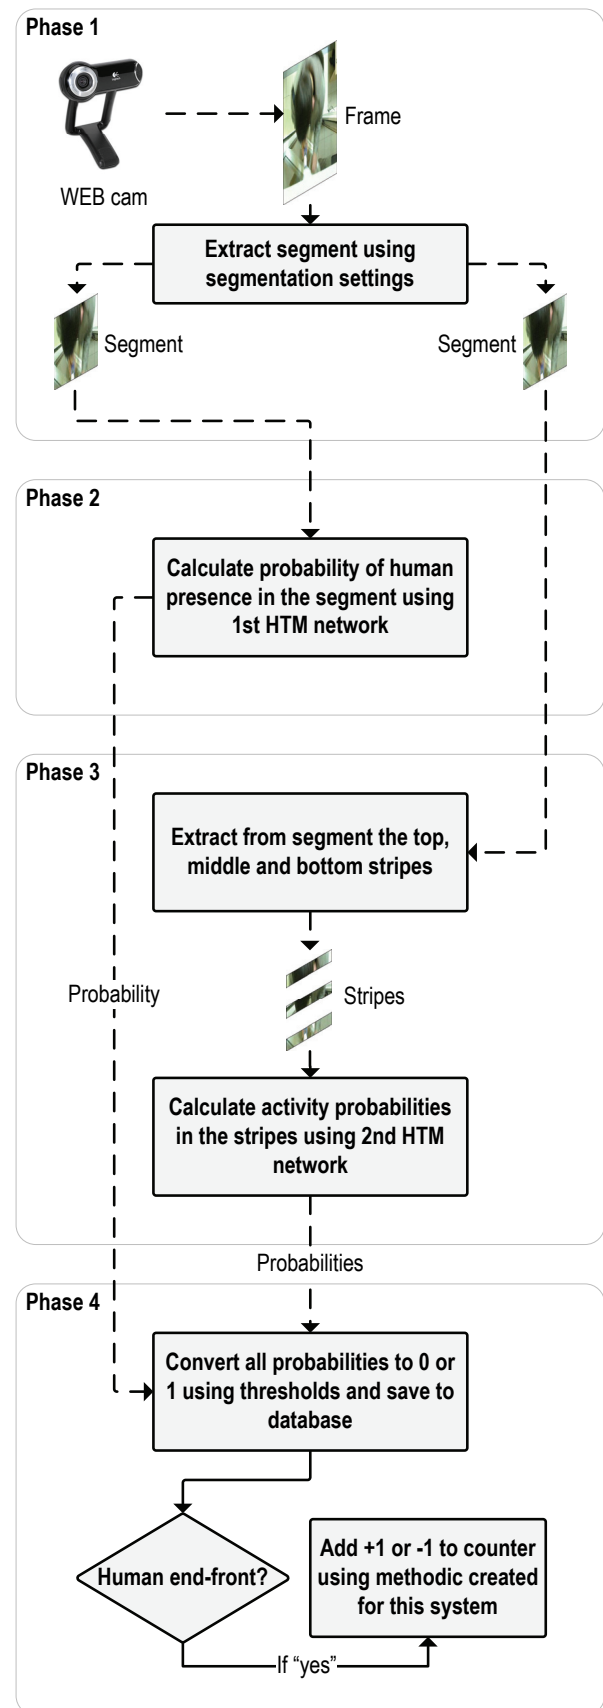 Phase 1
Frame
WEB cam
Extract segment using
segmentation settings
Segment
Segment
Phase 2
Calculate probability of human
presence in the segment using
1st HTM network
Phase 3
Extract from segment the top,
middle and bottom stripes
Probability
Stripes
Calculate activity probabilities
in the stripes using 2nd HTM
network
Probabilities
Phase 4
Convert all probabilities to 0 or
1 using thresholds and save to
database
Human end-front?
Add +1 or -1 to counter
using methodic created
for this system
If “yes”